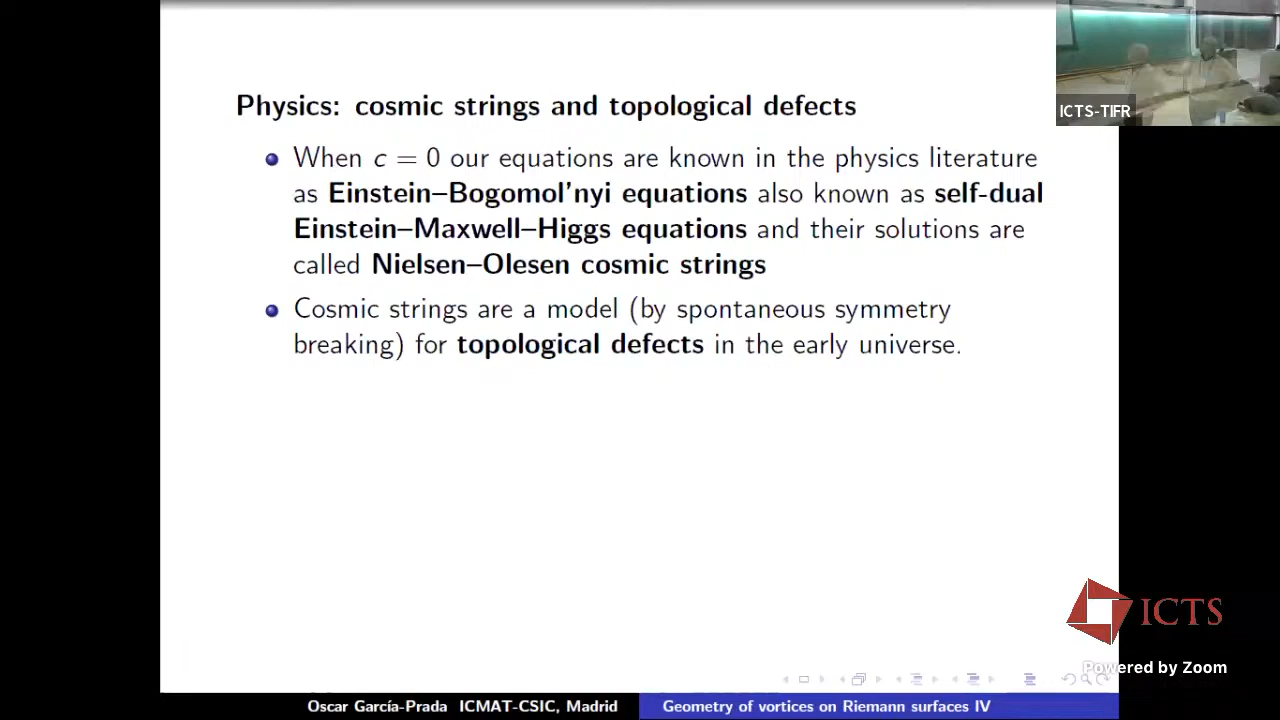 Physics: cosmic strings and topological defects
When c = 0 our equations are known in the physics literature
as Einstein–Bogomol'nyi equations also known as self-dual
Einstein–Maxwell–Higgs equations and their solutions are
called Nielsen–Olesen cosmic strings
Cosmic strings are a model (by spontaneous symmetry
breaking) for topological defects in the early universe.
ICTS-TIFR
ICTS
Powered by Zoom
Oscar García-Prada ICMAT-CSIC, Madrid
Geometry of vortices on Riemann surfaces IV